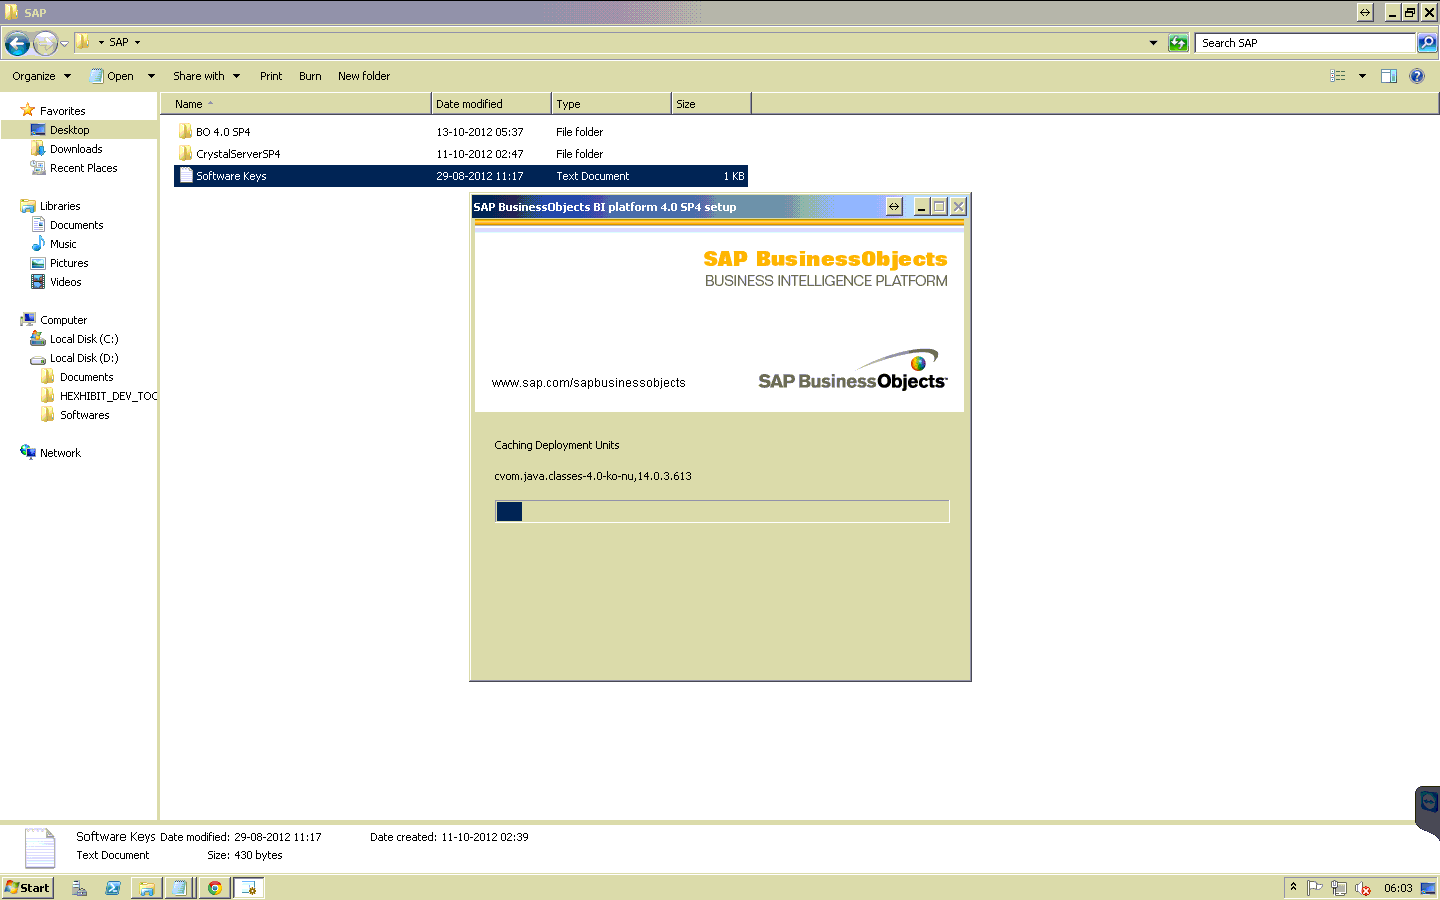 SAP
SAP
Search SAP
Organize
Open
Share with
Print
Burn
New folder
Name
Date modified
Type
Size
BO 4.0 SP4 13-10-2012 05:37 File folder
CrystalServerSP4 11-10-2012 02:47 File folder
Software Keys 29-08-2012 11:17 Text Document 1 KB
Favorites
Desktop
Downloads
Recent Places
Libraries
Documents
Music
Pictures
Videos
Computer
Local Disk (C:)
Local Disk (D:)
Documents
HEXHIBIT_DEV_TOO
Softwares
Network
SAP BusinessObjects BI platform 4.0 SP4 setup
SAP BusinessObjects
BUSINESS INTELLIGENCE PLATFORM
www.sap.com/sapbusinessobjects
SAP BusinessObjects™
Caching Deployment Units
cvom.java.classes-4.0-ko-nu,14.0.3.613
Software Keys Date modified: 29-08-2012 11:17 Date created: 11-10-2012 02:39
Text Document Size: 430 bytes
Start
06:03